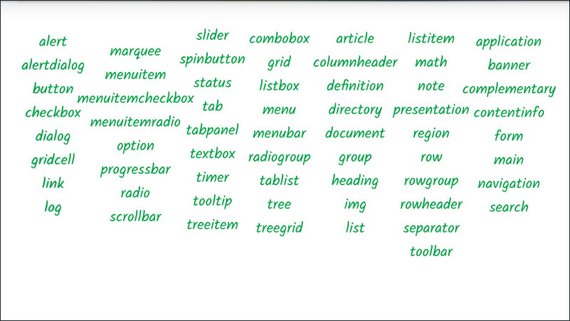 alert
alertdialog
button
checkbox
dialog
gridcell
link
log
marquee
menuitem
menuitemcheckbox
menuitemradio
option
progressbar
radio
scrollbar
slider
spinbutton
status
tab
tabpanel
textbox
timer
tooltip
treeitem
combobox
grid
listbox
menu
menubar
radiogroup
tablist
tree
treegrid
article
columnheader
definition
directory
document
group
heading
img
list
listitem
math
note
presentation
region
row
rowgroup
rowheader
separator
toolbar
application
banner
complementary
contentinfo
form
main
navigation
search